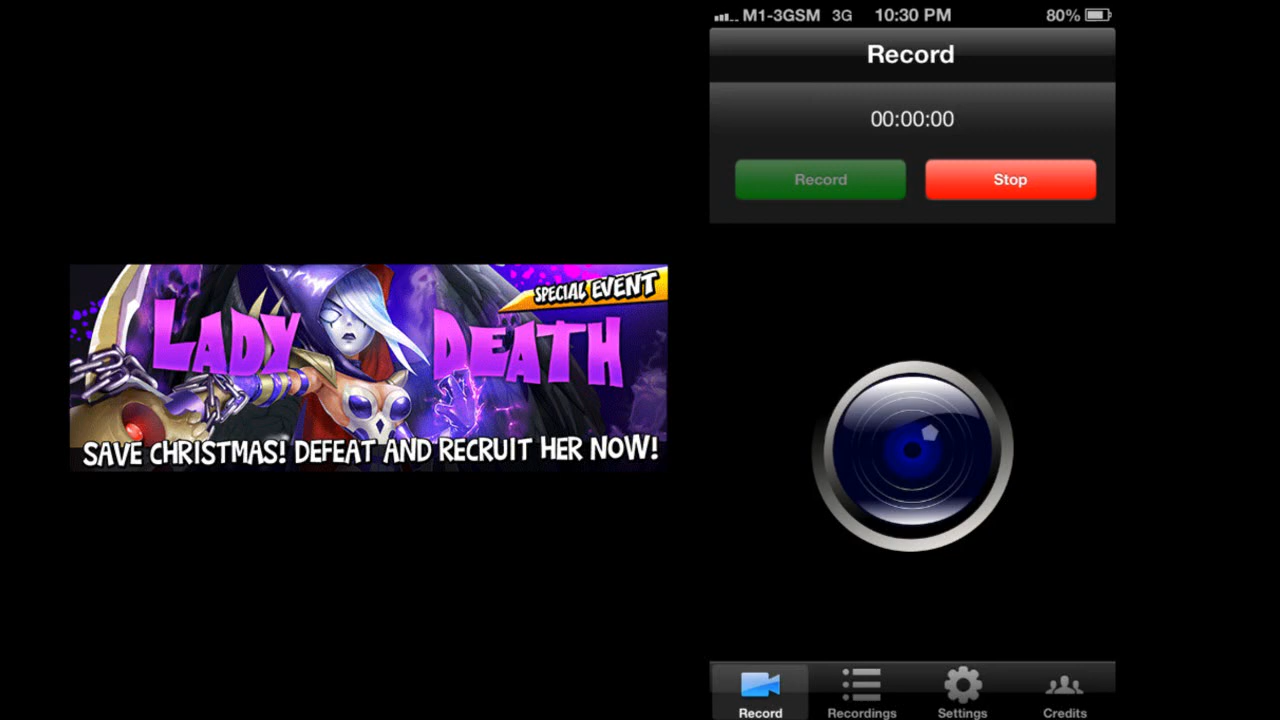 SPECIAL EVENT
LADY DEATH
SAVE CHRISTMAS! DEFEAT AND RECRUIT HER NOW!
M1-3GSM 3G 10:30 PM 80%
Record
00:00:00
Record Stop
Record Recordings Settings Credits